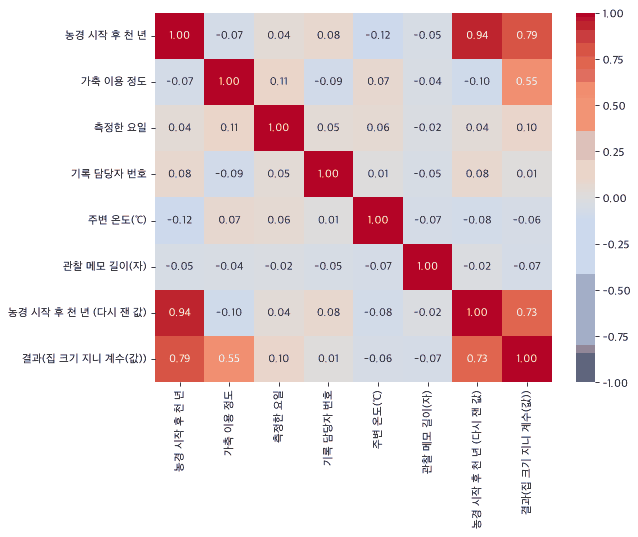 농경 시작 후 천 년 1.00 -0.07 0.04 0.08 -0.12 -0.05 0.94 0.79
가축 이용 정도 -0.07 1.00 0.11 -0.09 0.07 -0.04 -0.10 0.55
측정한 요일 0.04 0.11 1.00 0.05 0.06 -0.02 0.04 0.10
기록 담당자 번호 0.08 -0.09 0.05 1.00 0.01 -0.05 0.08 0.01
주변 온도(℃) -0.12 0.07 0.06 0.01 1.00 -0.07 -0.08 -0.06
관찰 메모 길이(자) -0.05 -0.04 -0.02 -0.05 -0.07 1.00 -0.02 -0.07
농경 시작 후 천 년 (다시 잰 값) 0.94 -0.10 0.04 0.08 -0.08 -0.02 1.00 0.73
결과(집 크기 지니 계수(값)) 0.79 0.55 0.10 0.01 -0.06 -0.07 0.73 1.00
농경 시작 후 천 년
가축 이용 정도
측정한 요일
기록 담당자 번호
주변 온도(℃)
관찰 메모 길이(자)
농경 시작 후 천 년 (다시 잰 값)
결과(집 크기 지니 계수(값))
1.00
0.75
0.50
0.25
0.00
-0.25
-0.50
-0.75
-1.00